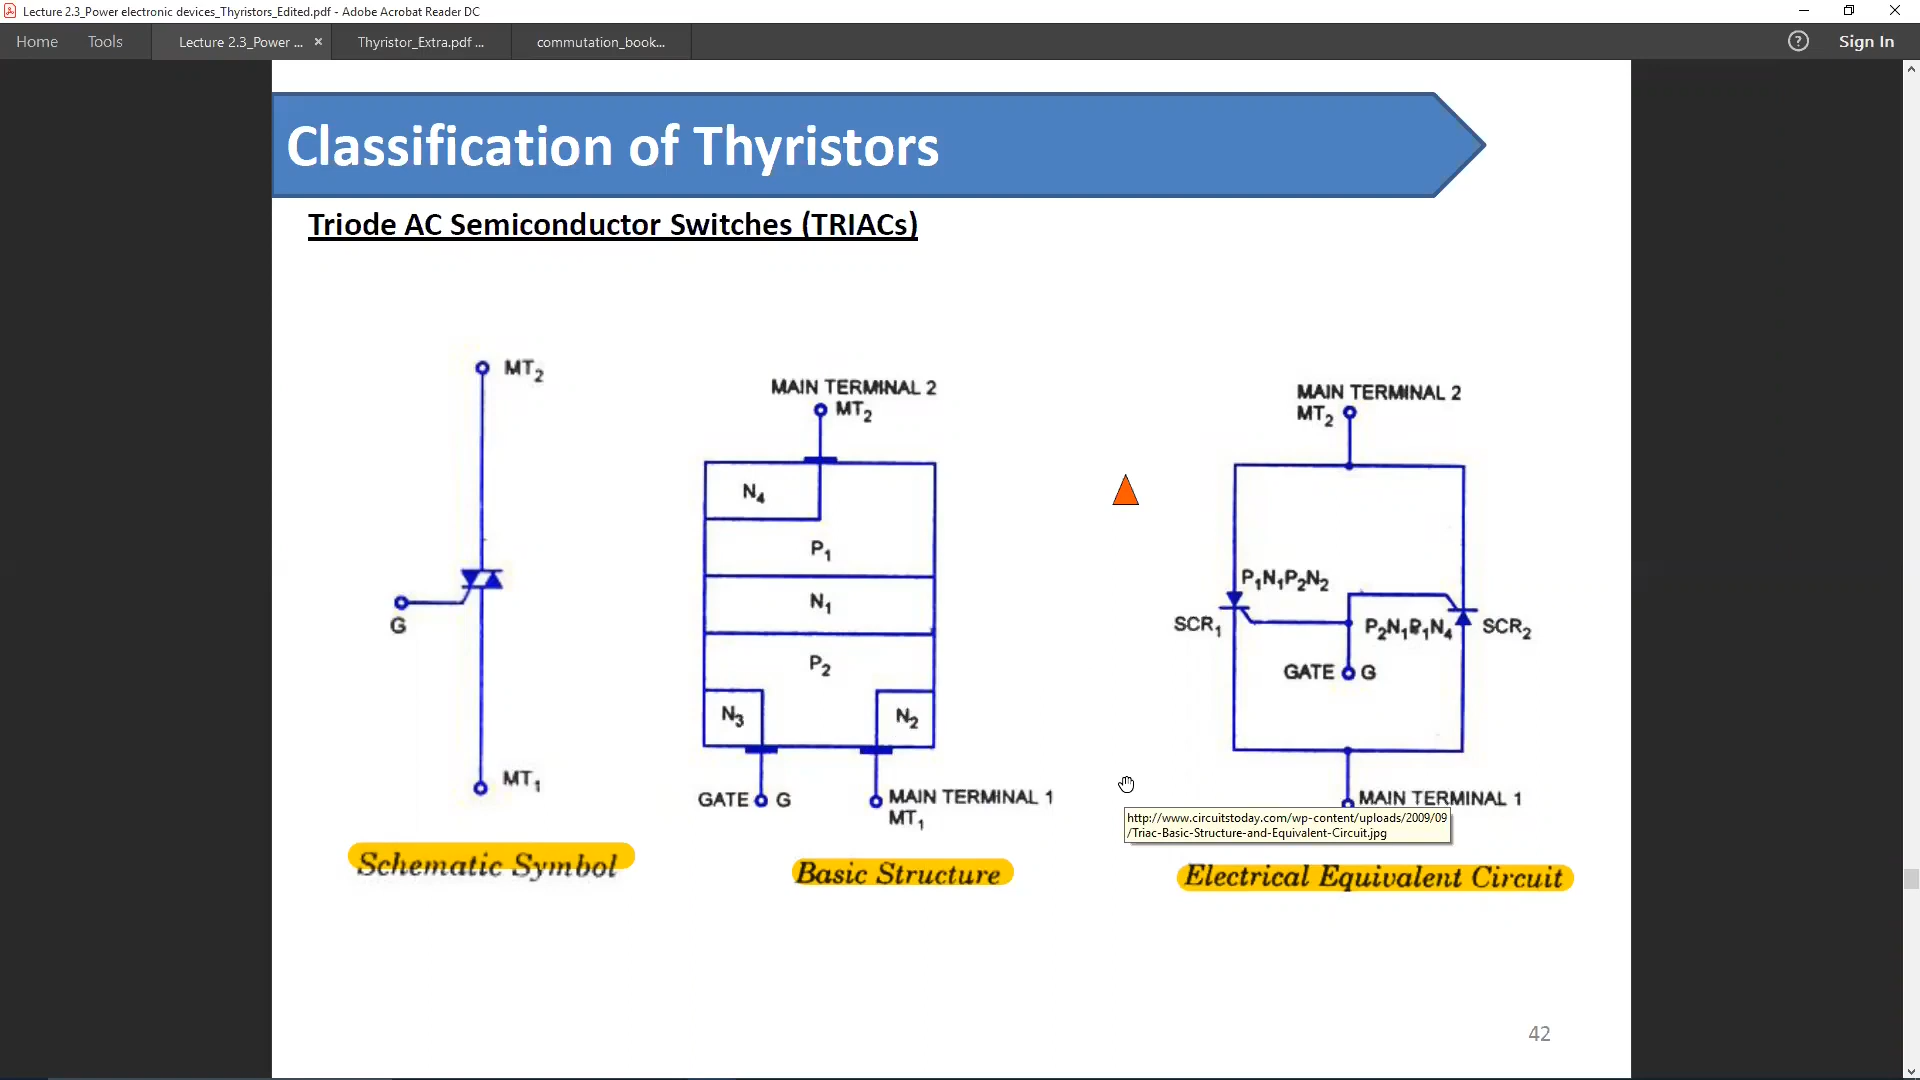 Lecture 2.3_Power electronic devices_Thyristors_Edited.pdf - Adobe Acrobat Reader DC
Home Tools Lecture 2.3_Power ... × Thyristor_Extra.pdf ... commutation_book... ? Sign In
Classification of Thyristors
Triode AC Semiconductor Switches (TRIACs)
MT2
G
MT1
Schematic Symbol
MAIN TERMINAL 2
MT2
N4
P1
N1
P2
N3 N2
GATE G MAIN TERMINAL 1
MT1
Basic Structure
MAIN TERMINAL 2
MT2
P1N1P2N2
SCR1 P2N1P1N4 SCR2
GATE G
MAIN TERMINAL 1
http://www.circuitstoday.com/wp-content/uploads/2009/09
/Triac-Basic-Structure-and-Equivalent-Circuit.jpg
Electrical Equivalent Circuit
42